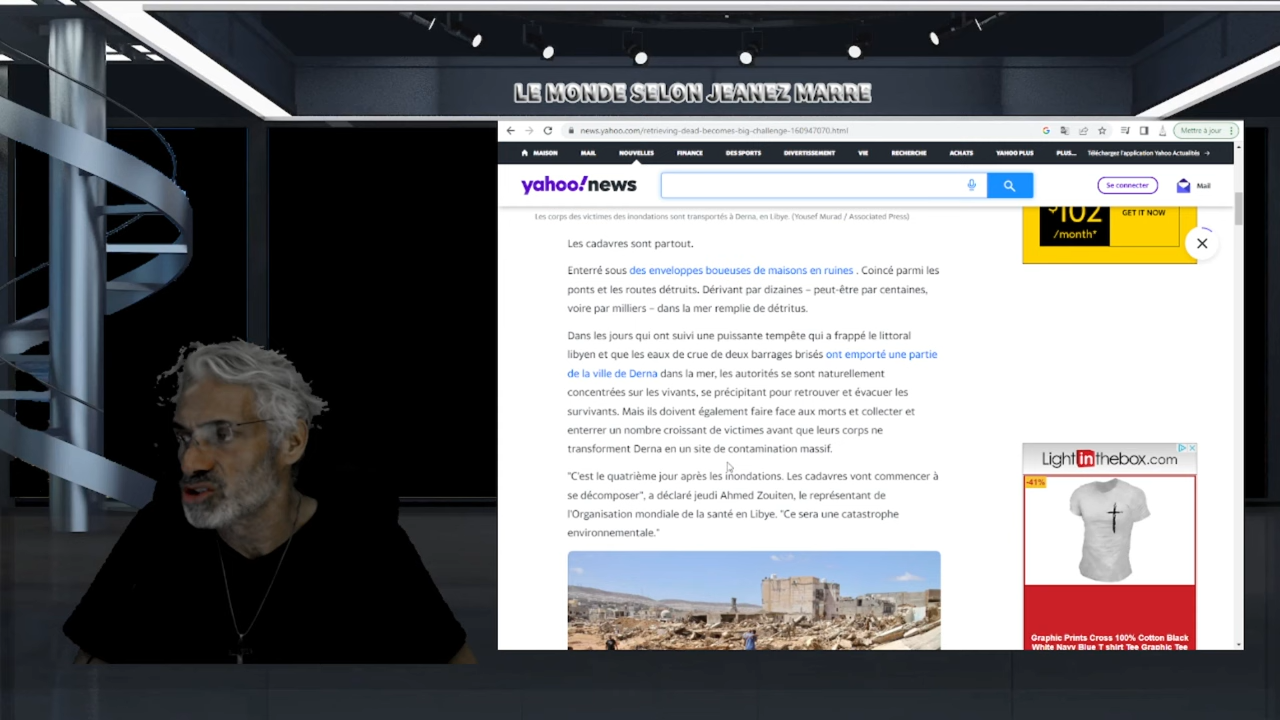 LE MONDE SELON JEANEZ MARRE
news.yahoo.com/retrieving-dead-becomes-big-challenge-160947070.html
Mettre à jour
MAISON MAIL NOUVELLES FINANCE DES SPORTS DIVERTISSEMENT VIE RECHERCHE ACHATS YAHOO PLUS PLUS... Téléchargez l'application Yahoo Actualités →
yahoo!news
Se connecter
Mail
Les corps des victimes des inondations sont transportés à Derna, en Libye. (Yousef Murad / Associated Press)
Les cadavres sont partout.
Enterré sous des enveloppes boueuses de maisons en ruines . Coincé parmi les
ponts et les routes détruits. Dérivant par dizaines – peut-être par centaines,
voire par milliers – dans la mer remplie de détritus.
Dans les jours qui ont suivi une puissante tempête qui a frappé le littoral
libyen et que les eaux de crue de deux barrages brisés ont emporté une partie
de la ville de Derna dans la mer, les autorités se sont naturellement
concentrées sur les vivants, se précipitant pour retrouver et évacuer les
survivants. Mais ils doivent également faire face aux morts et collecter et
enterrer un nombre croissant de victimes avant que leurs corps ne
transforment Derna en un site de contamination massif.
"C'est le quatrième jour après les inondations. Les cadavres vont commencer à
se décomposer", a déclaré jeudi Ahmed Zouiten, le représentant de
l'Organisation mondiale de la santé en Libye. "Ce sera une catastrophe
environnementale."
$102
/month*
GET IT NOW
Lightinthebox.com
-41%
Graphic Prints Cross 100% Cotton Black
White Navy Blue T shirt Tee Graphic Tee